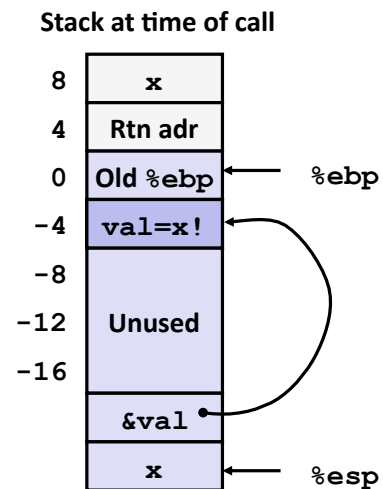 Stack at time of call
8 x
4 Rtn adr
0 Old %ebp %ebp
−4 val=x!
−8
−12 Unused
−16
&val
x %esp